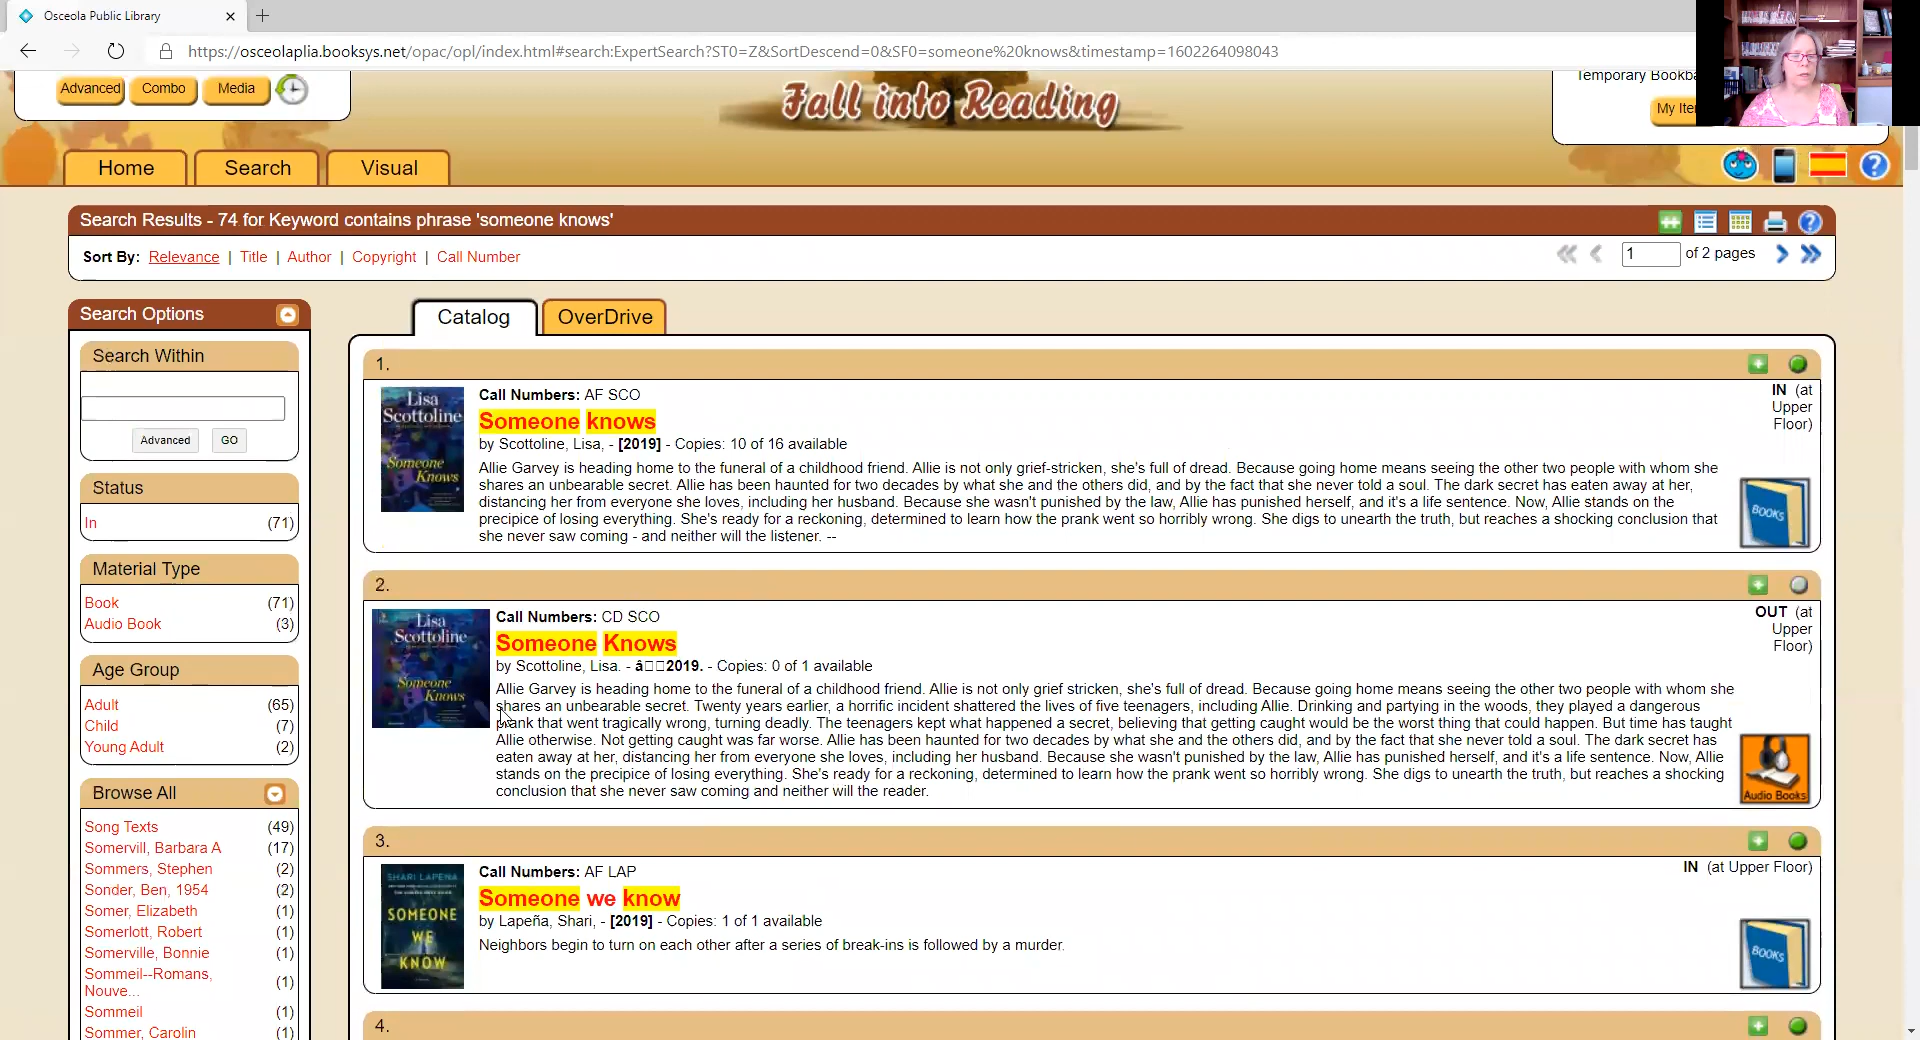 Osceola Public Library
https://osceolaplia.booksys.net/opac/opl/index.html#search:ExpertSearch?ST0=Z&SortDescend=0&SF0=someone%20knows&timestamp=1602264098043
Advanced Combo Media
Fall into Reading
Temporary
My
Home Search Visual
Search Results - 74 for Keyword contains phrase 'someone knows'
Sort By: Relevance | Title | Author | Copyright | Call Number
1 of 2 pages
Search Options
Search Within
Advanced GO
Status
In (71)
Material Type
Book (71)
Audio Book (3)
Age Group
Adult (65)
Child (7)
Young Adult (2)
Browse All
Song Texts (49)
Somervill, Barbara A (17)
Sommers, Stephen (2)
Sonder, Ben, 1954 (2)
Somer, Elizabeth (1)
Somerlott, Robert (1)
Somerville, Bonnie (1)
Sommeil--Romans,
Nouve... (1)
Sommeil (1)
Sommer, Carolin (1)
Catalog OverDrive
1.
Lisa
Scottoline
Someone
Knows
Call Numbers: AF SCO
Someone knows
by Scottoline, Lisa, - [2019] - Copies: 10 of 16 available
Allie Garvey is heading home to the funeral of a childhood friend. Allie is not only grief-stricken, she's full of dread. Because going home means seeing the other two people with whom she
shares an unbearable secret. Allie has been haunted for two decades by what she and the others did, and by the fact that she never told a soul. The dark secret has eaten away at her,
distancing her from everyone she loves, including her husband. Because she wasn't punished by the law, Allie has punished herself, and it's a life sentence. Now, Allie stands on the
precipice of losing everything. She's ready for a reckoning, determined to learn how the prank went so horribly wrong. She digs to unearth the truth, but reaches a shocking conclusion that
she never saw coming - and neither will the listener. --
IN (at
Upper
Floor)
BOOKS
2.
Lisa
Scottoline
Someone
Knows
Call Numbers: CD SCO
Someone Knows
by Scottoline, Lisa. - â□□2019. - Copies: 0 of 1 available
Allie Garvey is heading home to the funeral of a childhood friend. Allie is not only grief stricken, she's full of dread. Because going home means seeing the other two people with whom she
shares an unbearable secret. Twenty years earlier, a horrific incident shattered the lives of five teenagers, including Allie. Drinking and partying in the woods, they played a dangerous
prank that went tragically wrong, turning deadly. The teenagers kept what happened a secret, believing that getting caught would be the worst thing that could happen. But time has taught
Allie otherwise. Not getting caught was far worse. Allie has been haunted for two decades by what she and the others did, and by the fact that she never told a soul. The dark secret has
eaten away at her, distancing her from everyone she loves, including her husband. Because she wasn't punished by the law, Allie has punished herself, and it's a life sentence. Now, Allie
stands on the precipice of losing everything. She's ready for a reckoning, determined to learn how the prank went so horribly wrong. She digs to unearth the truth, but reaches a shocking
conclusion that she never saw coming and neither will the reader.
OUT (at
Upper
Floor)
Audio Books
3.
SHARI LAPENA
SOMEONE
WE
KNOW
Call Numbers: AF LAP
Someone we know
by Lapeña, Shari, - [2019] - Copies: 1 of 1 available
Neighbors begin to turn on each other after a series of break-ins is followed by a murder.
IN (at Upper Floor)
BOOKS
4.